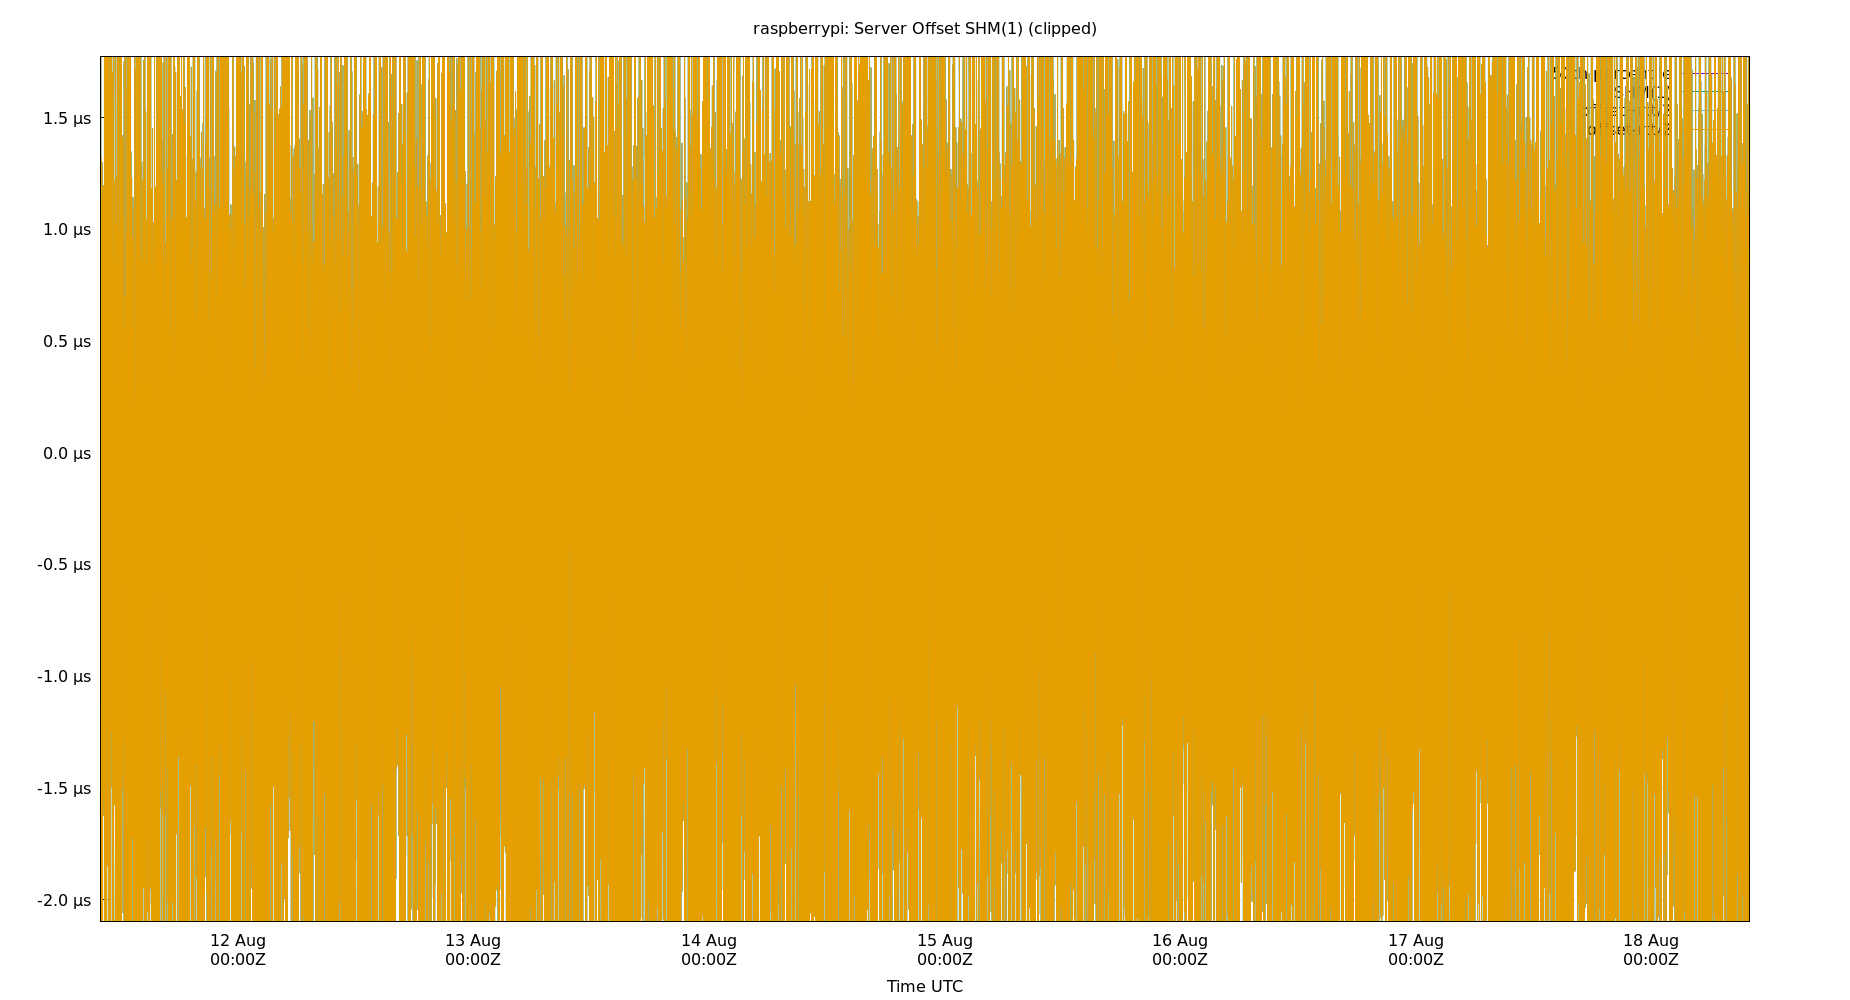 raspberrypi: Server Offset SHM(1) (clipped)
1.5 µs
1.0 µs
0.5 µs
0.0 µs
-0.5 µs
-1.0 µs
-1.5 µs
-2.0 µs
12 Aug 13 Aug 14 Aug 15 Aug 16 Aug 17 Aug 18 Aug
00:00Z 00:00Z 00:00Z 00:00Z 00:00Z 00:00Z 00:00Z
Time UTC